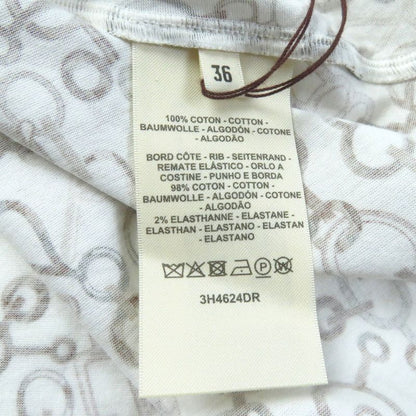 36
100% COTON - COTTON -
BAUMWOLLE - ALGODÓN - COTONE -
ALGODÃO
BORD CÔTE - RIB - SEITENRAND -
REMATE ELÁSTICO - ORLO A
COSTINE - PUNHO E BORDA
98% COTON - COTTON -
BAUMWOLLE - ALGODÓN - COTONE -
ALGODÃO
2% ELASTHANNE - ELASTANE -
ELASTHAN - ELASTANO - ELASTAN
- ELASTANO
3H4624DR